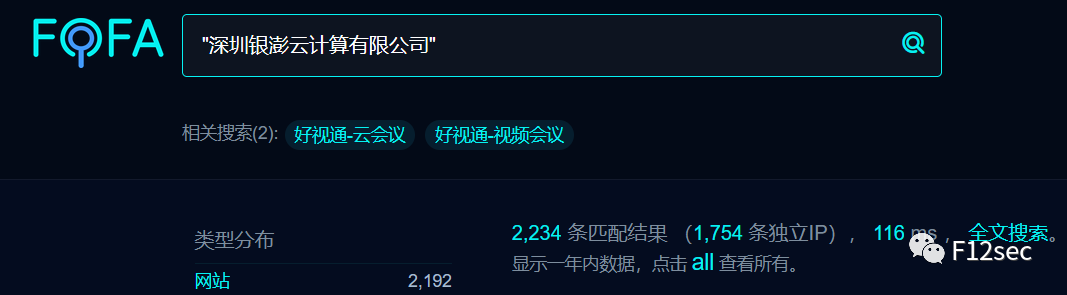 FOFA
"深圳银澎云计算有限公司"
相关搜索(2): 好视通-云会议 好视通-视频会议
类型分布
网站 2,192
2,234 条匹配结果 （1,754 条独立IP）， 116 ms ， 全文搜索。
显示一年内数据，点击 all 查看所有。
F12sec